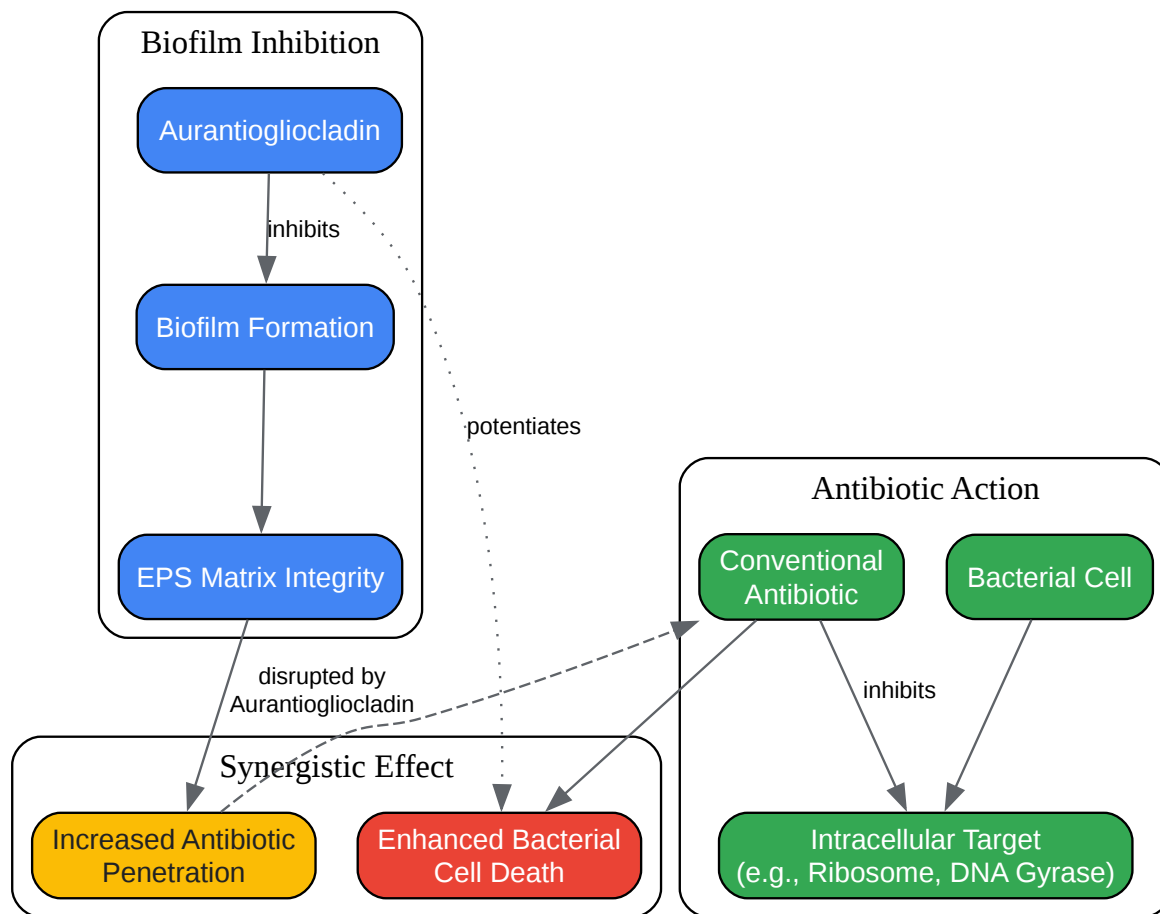 Biofilm Inhibition
Aurantiogliocladin
inhibits
Biofilm Formation
potentiates
EPS Matrix Integrity
disrupted by
Aurantiogliocladin
Antibiotic Action
Conventional
Antibiotic
Bacterial Cell
inhibits
Intracellular Target
(e.g., Ribosome, DNA Gyrase)
Synergistic Effect
Increased Antibiotic
Penetration
Enhanced Bacterial
Cell Death